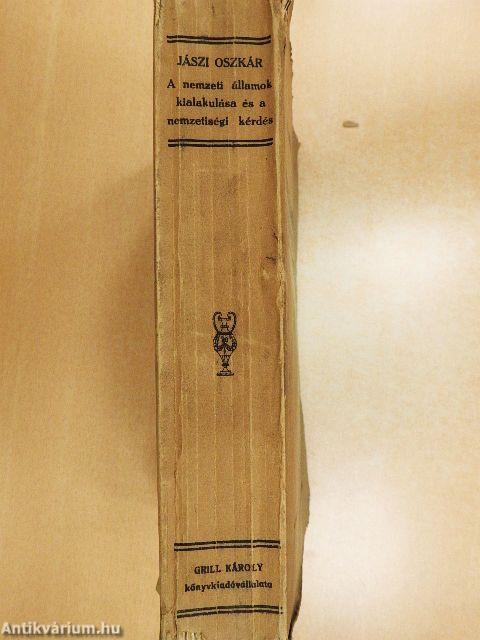 JÁSZI OSZKÁR
A nemzeti államok
kialakulása és a
nemzetiségi kérdés
GRILL KÁROLY
könyvkiadóvállalata
Antikvárium.hu